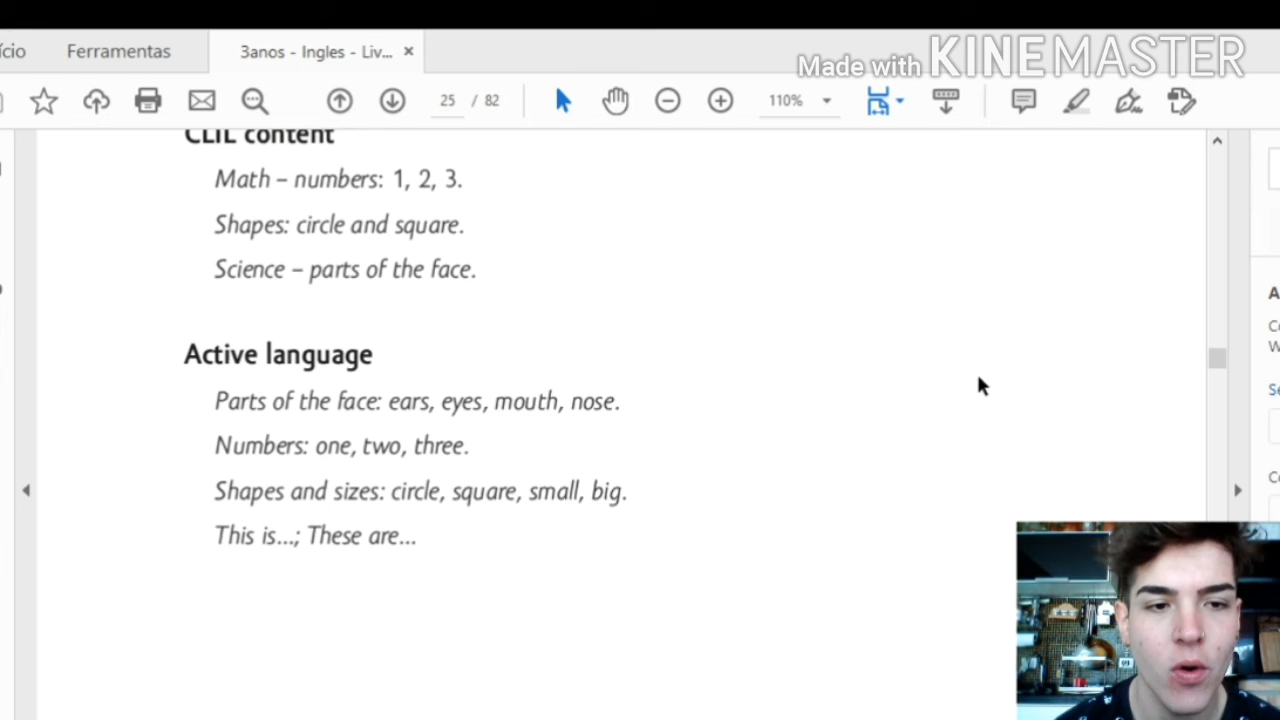 ício
Ferramentas
3anos - Ingles - Liv... ×
Made with KINEMASTER
25 / 82
110%
CLIL content
Math – numbers: 1, 2, 3.
Shapes: circle and square.
Science – parts of the face.
Active language
Parts of the face: ears, eyes, mouth, nose.
Numbers: one, two, three.
Shapes and sizes: circle, square, small, big.
This is...; These are...